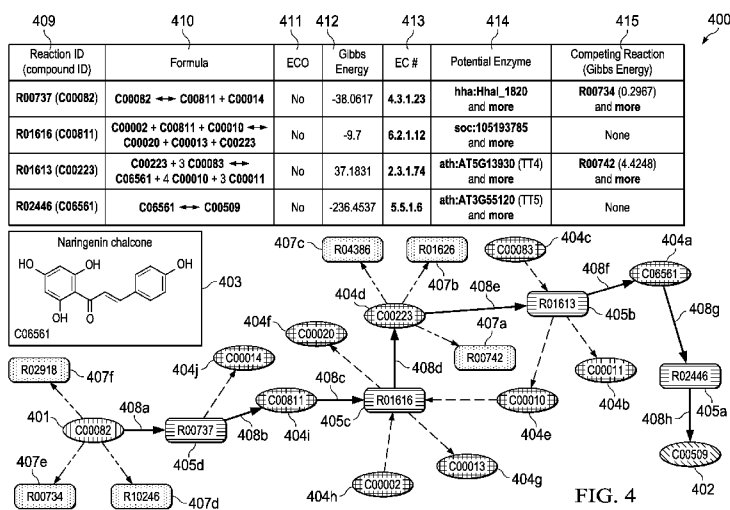 409 410 411 412 413 414 415 400
Reaction ID (compound ID) Formula ECO Gibbs Energy EC # Potential Enzyme Competing Reaction (Gibbs Energy)
R00737 (C00082) C00082 ↔ C00811 + C00014 No -38.0617 4.3.1.23 hha:Hhal_1820 and more R00734 (0.2967) and more
R01616 (C00811) C00002 + C00811 + C00010 ↔ C00020 + C00013 + C00223 No -9.7 6.2.1.12 soc:105193785 and more None
R01613 (C00223) C00223 + 3 C00083 ↔ C06561 + 4 C00010 + 3 C00011 No 37.1831 2.3.1.74 ath:AT5G13930 (TT4) and more R00742 (4.4248) and more
R02446 (C06561) C06561 ↔ C00509 No -236.4537 5.5.1.6 ath:AT3G55120 (TT5) and more None
Naringenin chalcone
HO OH OH
OH O
C06561
403
407c R04386 R01626 407b C00083 404c 404a
404d C00223 408e R01613 405b 408f C06561
408g
407a R00742
404f C00020 408d
404j C00014
C00011 404b
R02446 405a
R02918 407f
401 C00082 408a R00737 405d 408b C00811 404i 408c R01616 405c C00010 404e
408h
C00509 402
407e R00734 R10246 407d
404h C00002 C00013 404g
FIG. 4